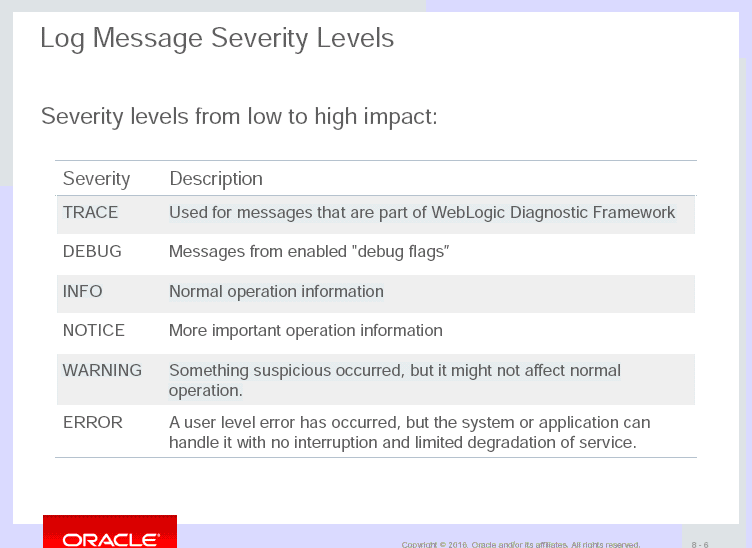 Log Message Severity Levels
Severity levels from low to high impact:
Severity Description
TRACE Used for messages that are part of WebLogic Diagnostic Framework
DEBUG Messages from enabled "debug flags”
INFO Normal operation information
NOTICE More important operation information
WARNING Something suspicious occurred, but it might not affect normal
operation.
ERROR A user level error has occurred, but the system or application can
handle it with no interruption and limited degradation of service.
ORACLE
Copyright © 2016, Oracle and/or its affiliates. All rights reserved.
8 - 6